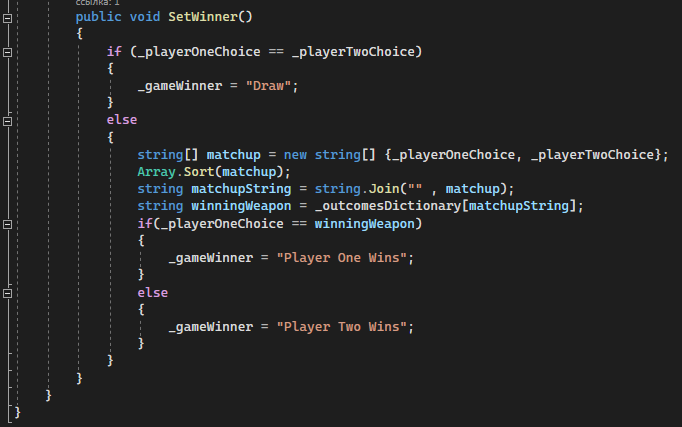 ссылка: 1
public void SetWinner()
{
if (_playerOneChoice == _playerTwoChoice)
{
_gameWinner = "Draw";
}
else
{
string[] matchup = new string[] {_playerOneChoice, _playerTwoChoice};
Array.Sort(matchup);
string matchupString = string.Join("" , matchup);
string winningWeapon = _outcomesDictionary[matchupString];
if(_playerOneChoice == winningWeapon)
{
_gameWinner = "Player One Wins";
}
else
{
_gameWinner = "Player Two Wins";
}
}
}
}
}